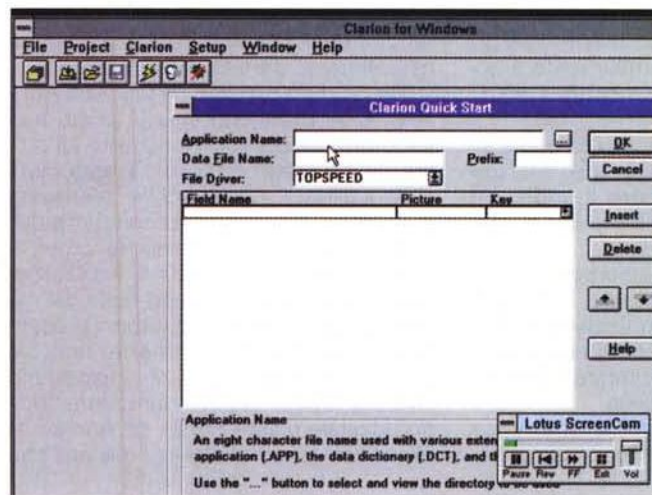 Clarion for Windows
File Project Clarion Setup Window Help
Clarion Quick Start
Application Name: ...
OK
Data File Name: Prefix:
Cancel
File Driver: TOPSPEED
Field Name Picture Key
Insert
Delete
Help
Application Name
An eight character file name used with various exten
application (.APP), the data dictionary (.DCT), and th
Use the "..." button to select and view the directory to be used
Lotus ScreenCam
Pause Rew FF Exit Vol